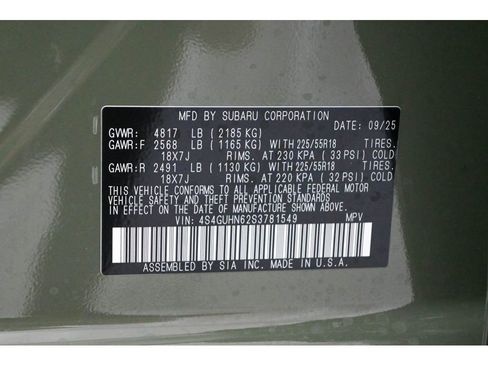 MFD BY SUBARU CORPORATION
GVWR: 4817 LB (2185 KG) DATE: 09/25
GAWR:F 2568 LB (1165 KG) WITH 225/55R18 TIRES.
18X7J RIMS. AT 230 KPA (33 PSI) COLD
GAWR:R 2491 LB (1130 KG) WITH 225/55R18 TIRES.
18X7J RIMS. AT 220 KPA (32 PSI) COLD
THIS VEHICLE CONFORMS TO ALL APPLICABLE FEDERAL MOTOR
VEHICLE SAFETY AND THEFT PREVENTION STANDARDS IN
EFFECT ON THE DATE OF MANUFACTURE SHOWN ABOVE.
VIN: 4S4GUHN62S3781549 MPV
ASSEMBLED BY SIA INC. MADE IN U.S.A.